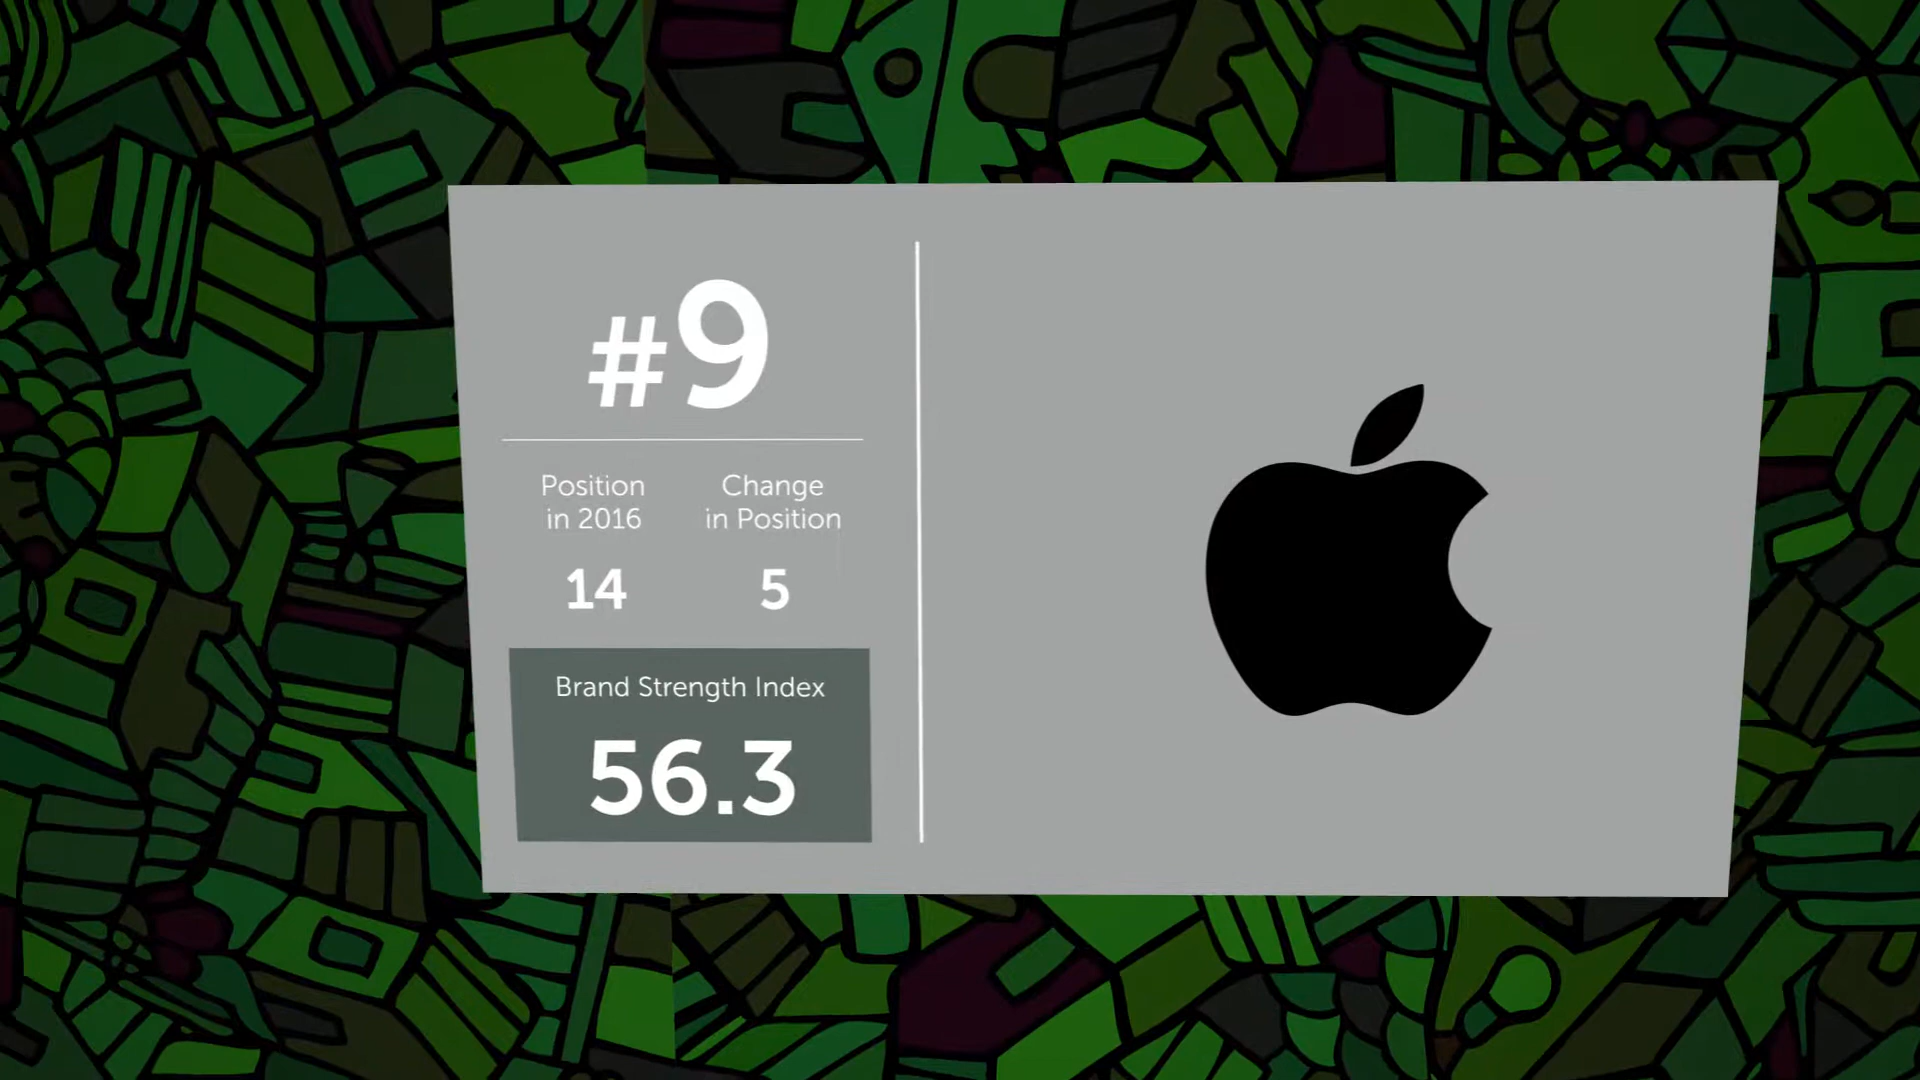 #9
Position
in 2016
Change
in Position
14
5
Brand Strength Index
56.3